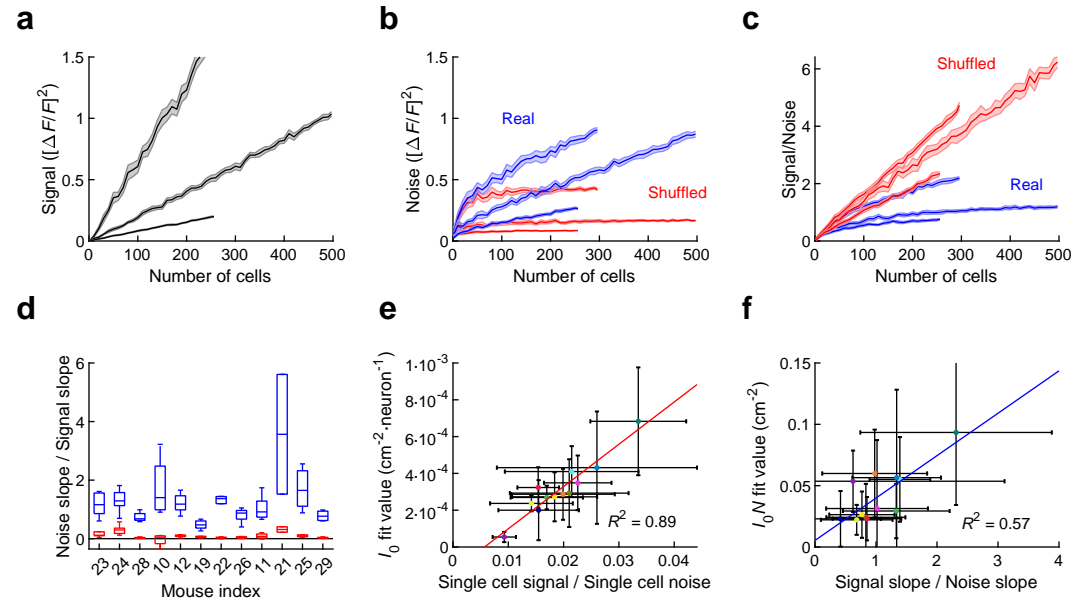 a
b
c
Signal ([Δ F/F]²)
1.5
1
0.5
0
0 100 200 300 400 500
Number of cells
Noise ([Δ F/F]²)
1.5
1
0.5
0
Real
Shuffled
0 100 200 300 400 500
Number of cells
Signal/Noise
6
4
2
0
Shuffled
Real
0 100 200 300 400 500
Number of cells
d
e
f
Noise slope / Signal slope
6
4
2
0
23 24 28 10 12 19 22 26 11 21 25 29
Mouse index
I₀ fit value (cm⁻²·neuron⁻¹)
1·10⁻³
8·10⁻⁴
6·10⁻⁴
4·10⁻⁴
2·10⁻⁴
0
R² = 0.89
0 0.01 0.02 0.03 0.04
Single cell signal / Single cell noise
I₀N fit value (cm⁻²)
0.15
0.10
0.05
0
R² = 0.57
0 1 2 3 4
Signal slope / Noise slope